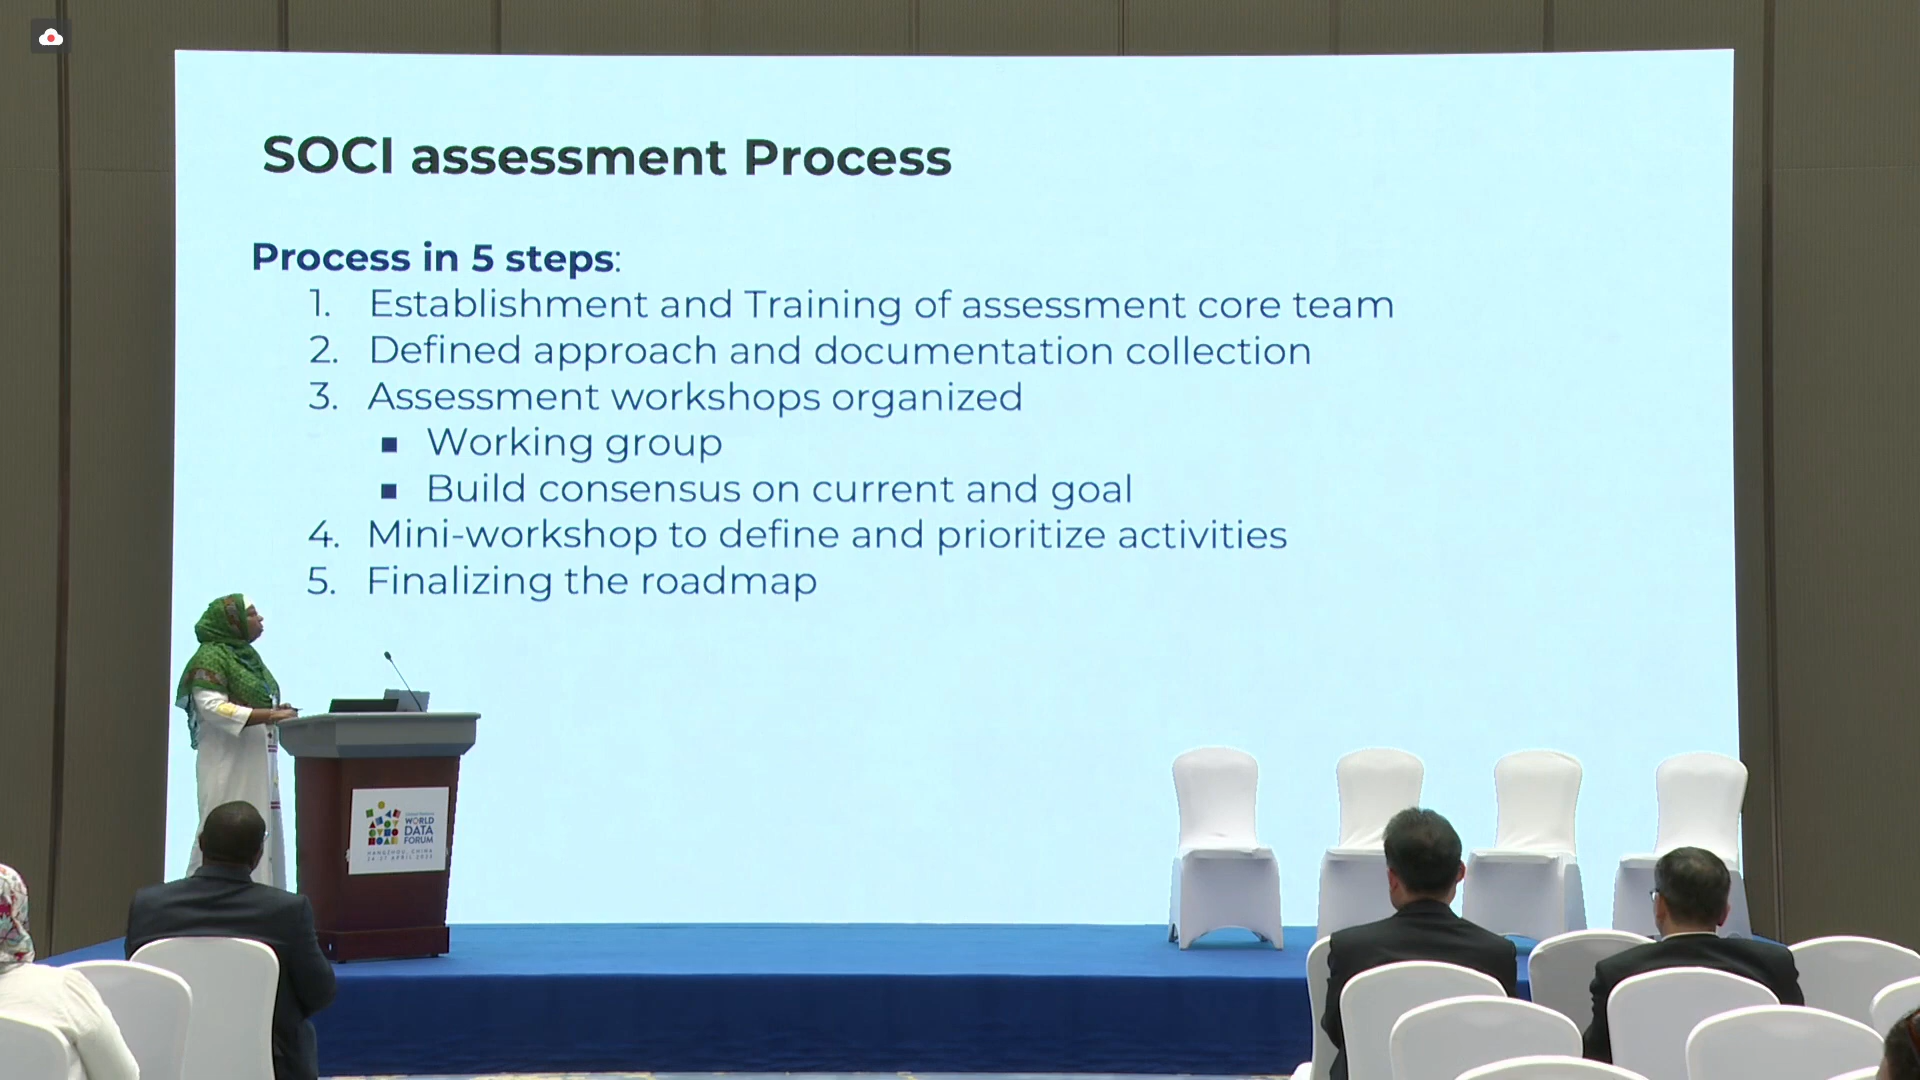 SOCI assessment Process
Process in 5 steps:
1. Establishment and Training of assessment core team
2. Defined approach and documentation collection
3. Assessment workshops organized
▪ Working group
▪ Build consensus on current and goal
4. Mini-workshop to define and prioritize activities
5. Finalizing the roadmap
WORLD
DATA
FORUM
HANGZHOU, CHINA